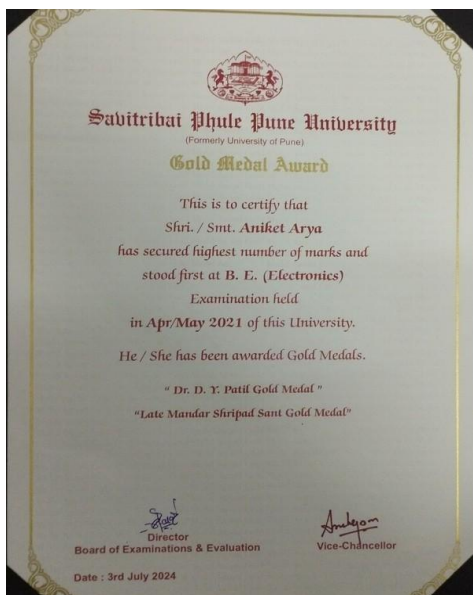 Savitribai Phule Pune University
(Formerly University of Pune)
Gold Medal Award
This is to certify that
Shri. / Smt. Aniket Arya
has secured highest number of marks and
stood first at B. E. (Electronics)
Examination held
in Apr/May 2021 of this University.
He / She has been awarded Gold Medals.
" Dr. D. Y. Patil Gold Medal "
"Late Mandar Shripad Sant Gold Medal"
Director
Board of Examinations & Evaluation
Vice-Chancellor
Date : 3rd July 2024